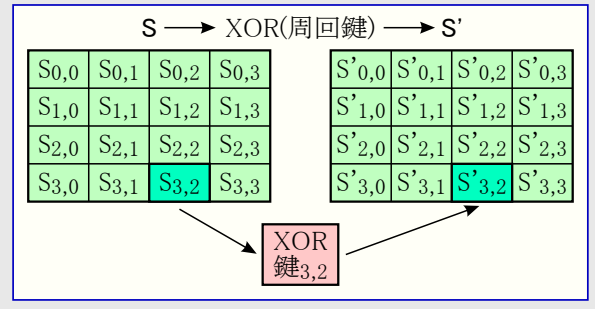 S → XOR(周回鍵) → S'
S0,0 S0,1 S0,2 S0,3 S'0,0 S'0,1 S'0,2 S'0,3
S1,0 S1,1 S1,2 S1,3 S'1,0 S'1,1 S'1,2 S'1,3
S2,0 S2,1 S2,2 S2,3 S'2,0 S'2,1 S'2,2 S'2,3
S3,0 S3,1 S3,2 S3,3 S'3,0 S'3,1 S'3,2 S'3,3
XOR
鍵3,2